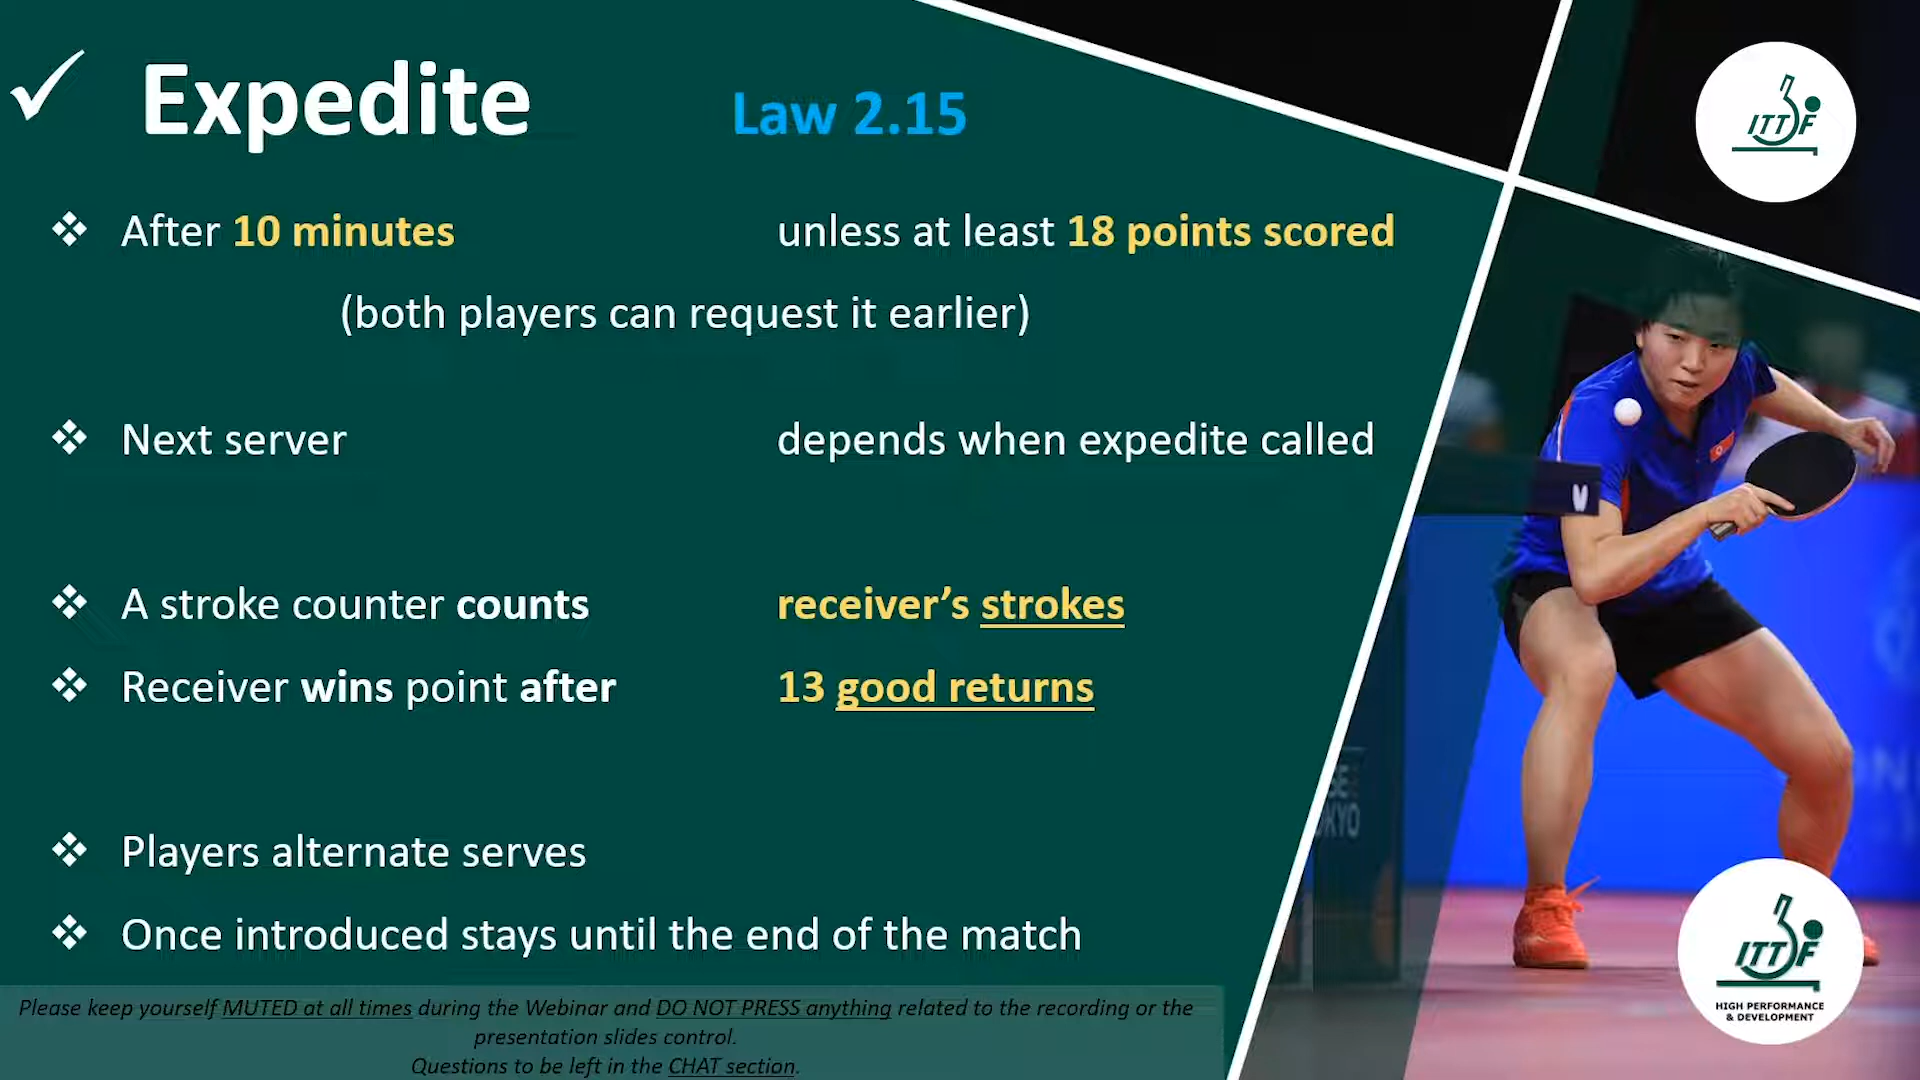 ✓ Expedite Law 2.15
❖ After 10 minutes unless at least 18 points scored
(both players can request it earlier)
❖ Next server depends when expedite called
❖ A stroke counter counts receiver’s strokes
❖ Receiver wins point after 13 good returns
❖ Players alternate serves
❖ Once introduced stays until the end of the match
Please keep yourself MUTED at all times during the Webinar and DO NOT PRESS anything related to the recording or the
presentation slides control.
Questions to be left in the CHAT section.
ITTF
ITTF
HIGH PERFORMANCE
& DEVELOPMENT